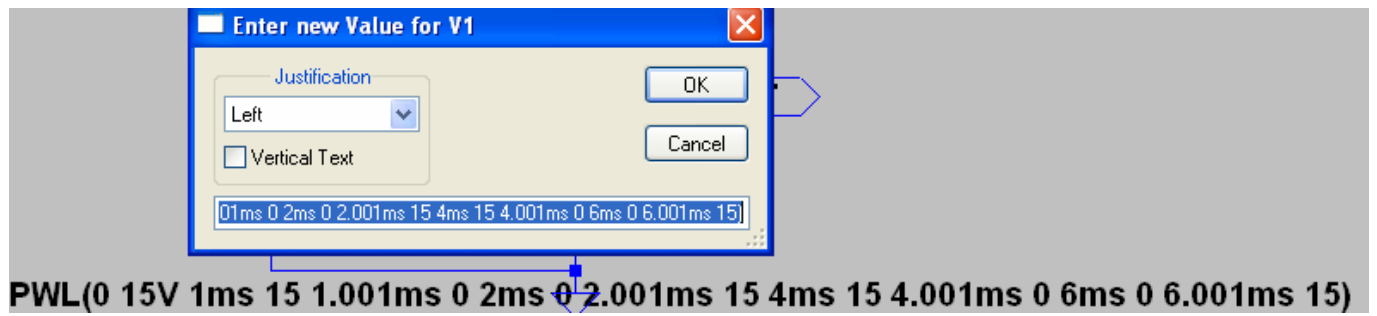 Enter new Value for V1
Justification
OK
Left
Cancel
Vertical Text
01ms 0 2ms 0 2.001ms 15 4ms 15 4.001ms 0 6ms 0 6.001ms 15)
PWL(0 15V 1ms 15 1.001ms 0 2ms 0 2.001ms 15 4ms 15 4.001ms 0 6ms 0 6.001ms 15)